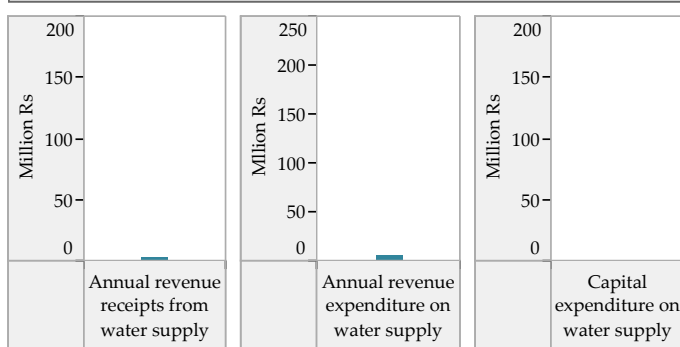 200
150
100
50
0
Million Rs
Annual revenue
receipts from
water supply
250
200
150
100
50
0
MIlion Rs
Annual revenue
expenditure on
water supply
200
150
100
50
0
Million Rs
Capital
expenditure on
water supply